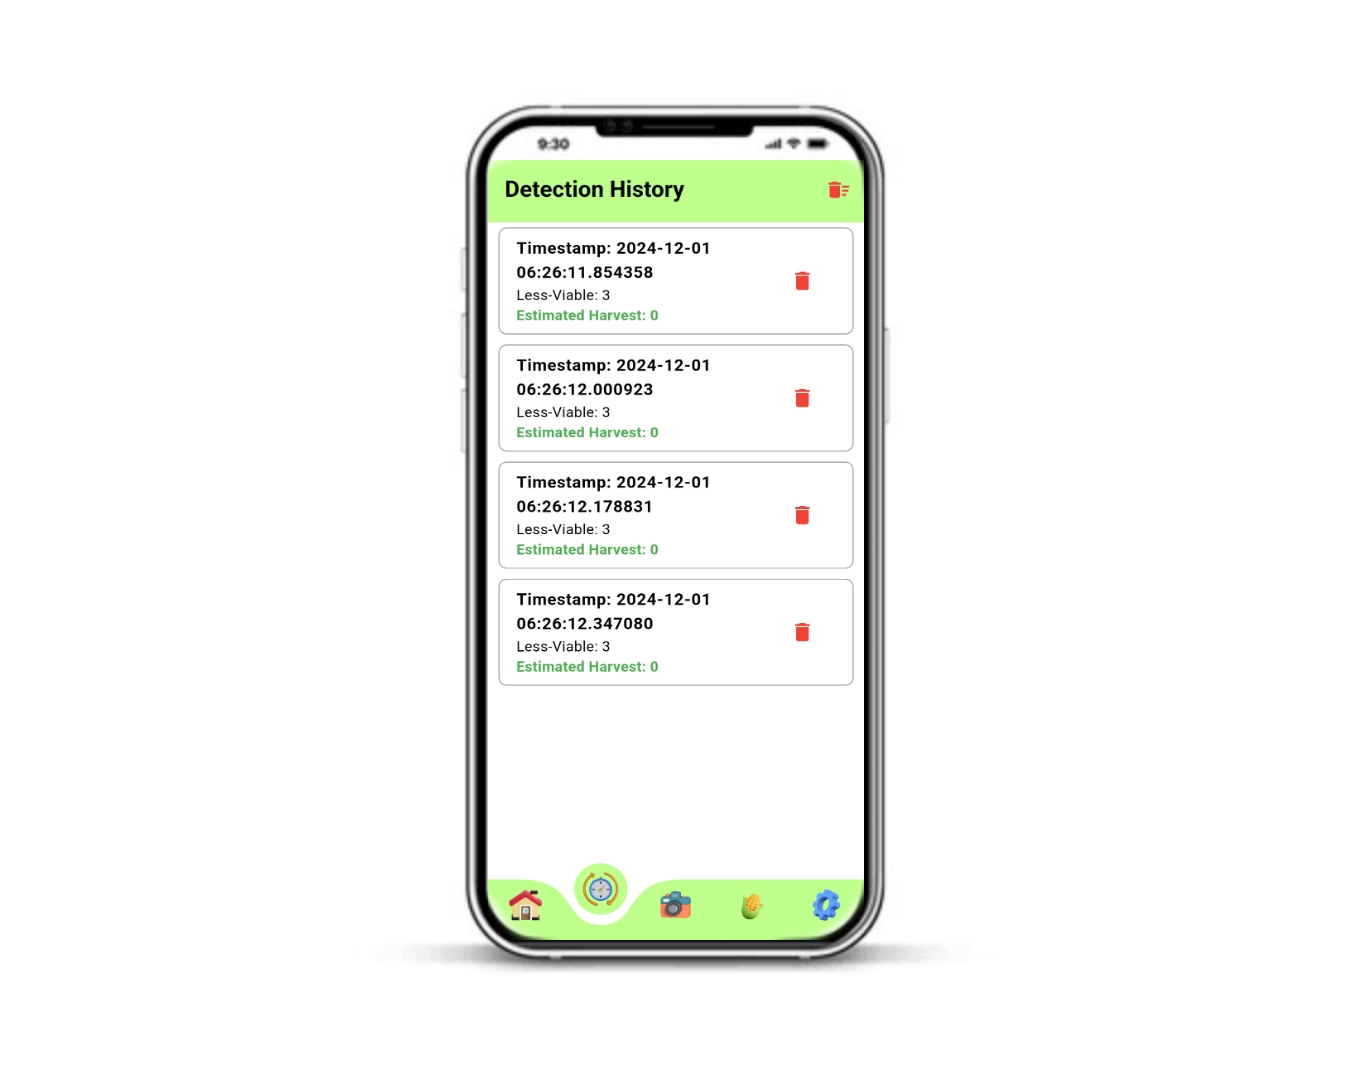 9:30
Detection History
Timestamp: 2024-12-01
06:26:11.854358
Less-Viable: 3
Estimated Harvest: 0
Timestamp: 2024-12-01
06:26:12.000923
Less-Viable: 3
Estimated Harvest: 0
Timestamp: 2024-12-01
06:26:12.178831
Less-Viable: 3
Estimated Harvest: 0
Timestamp: 2024-12-01
06:26:12.347080
Less-Viable: 3
Estimated Harvest: 0